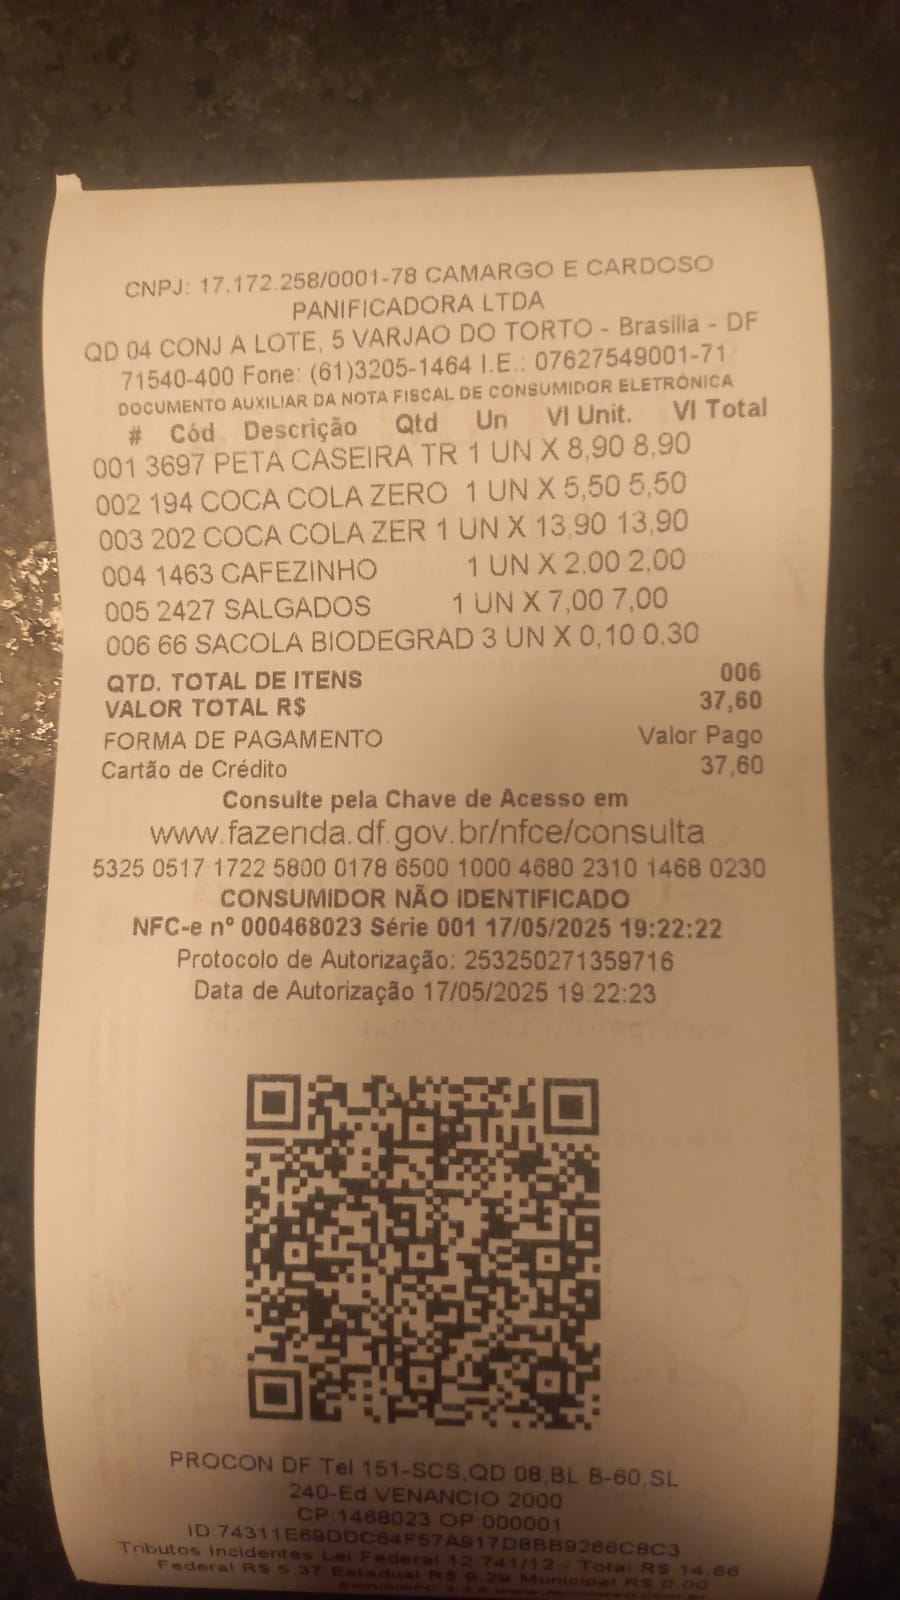 CNPJ: 17.172.258/0001-78 CAMARGO E CARDOSO
PANIFICADORA LTDA
QD 04 CONJ A LOTE, 5 VARJAO DO TORTO - Brasilia - DF
71540-400 Fone: (61)3205-1464 I.E.: 07627549001-71
DOCUMENTO AUXILIAR DA NOTA FISCAL DE CONSUMIDOR ELETRÔNICA
# Cód Descrição Qtd Un Vl Unit. Vl Total
001 3697 PETA CASEIRA TR 1 UN X 8,90 8,90
002 194 COCA COLA ZERO 1 UN X 5,50 5,50
003 202 COCA COLA ZER 1 UN X 13,90 13,90
004 1463 CAFEZINHO 1 UN X 2,00 2,00
005 2427 SALGADOS 1 UN X 7,00 7,00
006 66 SACOLA BIODEGRAD 3 UN X 0,10 0,30
QTD. TOTAL DE ITENS 006
VALOR TOTAL R$ 37,60
FORMA DE PAGAMENTO Valor Pago
Cartão de Crédito 37,60
Consulte pela Chave de Acesso em
www.fazenda.df.gov.br/nfce/consulta
5325 0517 1722 5800 0178 6500 1000 4680 2310 1468 0230
CONSUMIDOR NÃO IDENTIFICADO
NFC-e nº 000468023 Série 001 17/05/2025 19:22:22
Protocolo de Autorização: 253250271359716
Data de Autorização 17/05/2025 19:22:23
PROCON DF Tel 151-SCS,QD 08,BL B-60,SL
240-Ed VENANCIO 2000
CP:1468023 OP:000001
ID:74311E69DDC64F57A917D8BB9286C8C3
Tributos Incidentes Lei Federal 12.741/12 - Total R$ 14,66
Federal R$ 5,37 Estadual R$ 9,29 Municipal R$ 0,00